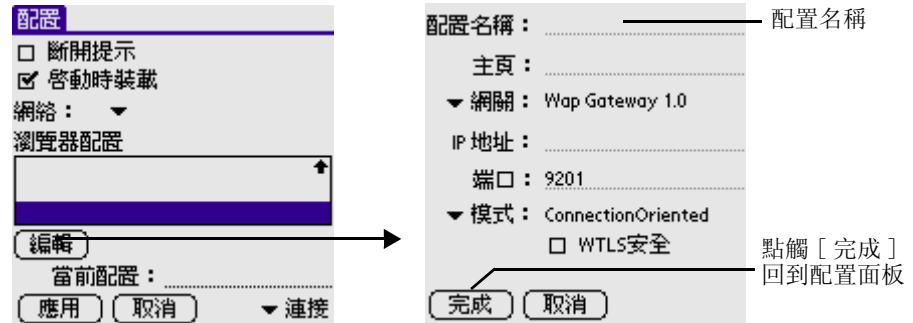 配置
斷開提示
啓動時裝載
網絡：
瀏覽器配置
編輯
當前配置：
應用 取消 連接
配置名稱：
主頁：
網關： Wap Gateway 1.0
IP 地址：
端口： 9201
模式： ConnectionOriented
WTLS安全
完成 取消
配置名稱
點觸［完成］
回到配置面板